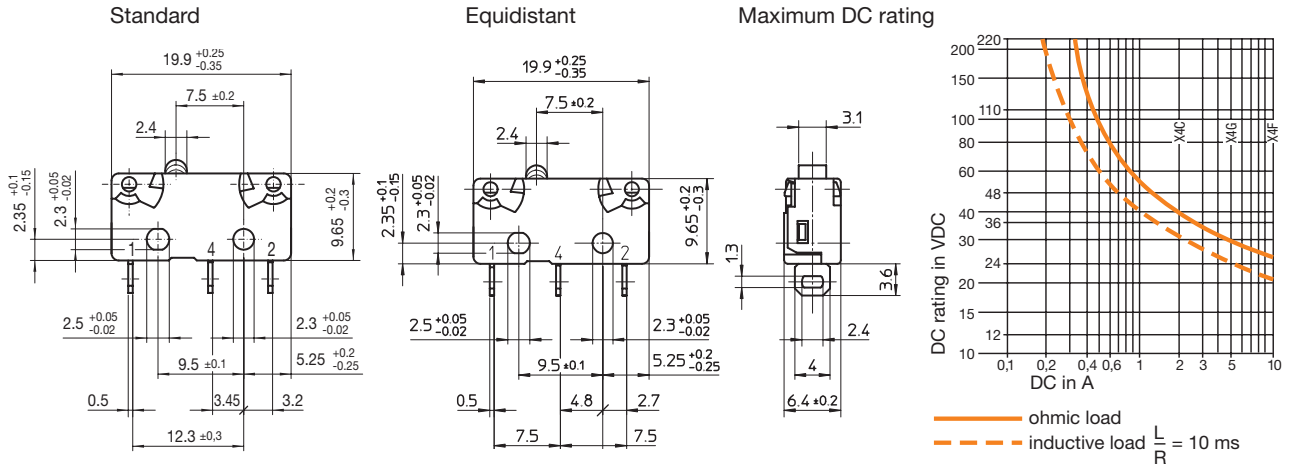 Standard
19.9 +0.25 -0.35
7.5 ±0.2
2.4
2.35 +0.1 -0.15
2.3 +0.05 -0.02
9.65 +0.2 -0.3
1 4 2
2.5 +0.05 -0.02
2.3 +0.05 -0.02
9.5 ±0.1
5.25 +0.2 -0.25
0.5
3.45
3.2
12.3 ±0,3
Equidistant
19.9 +0.25 -0.35
7.5 ±0.2
2.4
2.35 +0.1 -0.15
2.3 +0.05 -0.02
9.65 +0.2 -0.3
1 4 2
2.5 +0.05 -0.02
2.3 +0.05 -0.02
9.5 ±0.1
5.25 +0.2 -0.25
0.5
4.8
2.7
7.5
7.5
Maximum DC rating
3.1
1.3
3.6
2.4
4
6.4 ±0.2
DC rating in VDC
220
200
150
110
100
80
60
48
40
36
30
24
20
15
12
10
X4C
X4G
X4F
0,1 0,2 0,4 0,6 1 2 3 5 10
DC in A
ohmic load
inductive load L/R = 10 ms